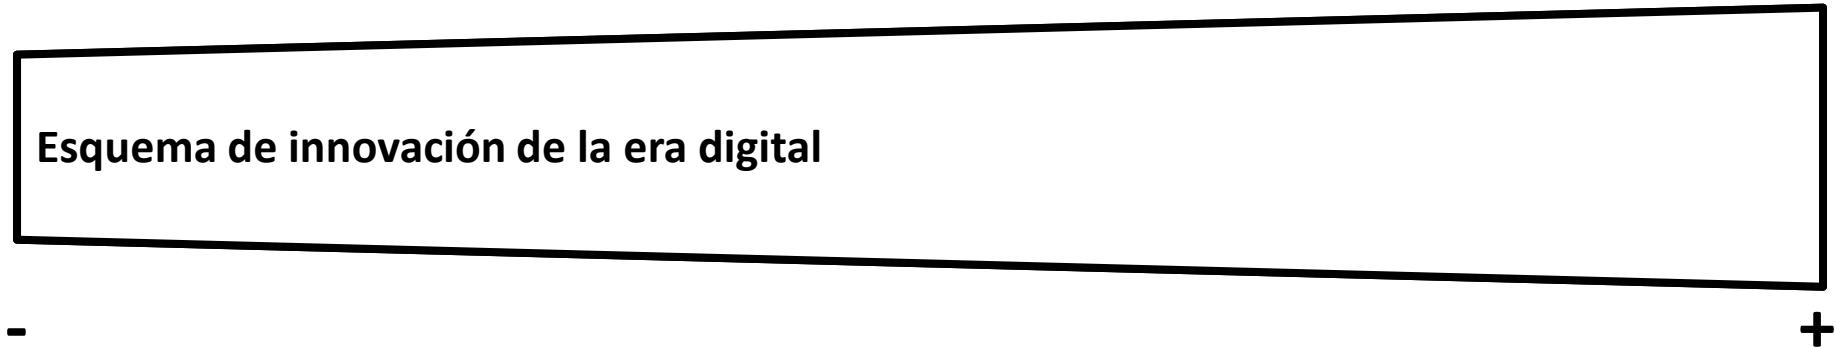 Esquema de innovación de la era digital
- +